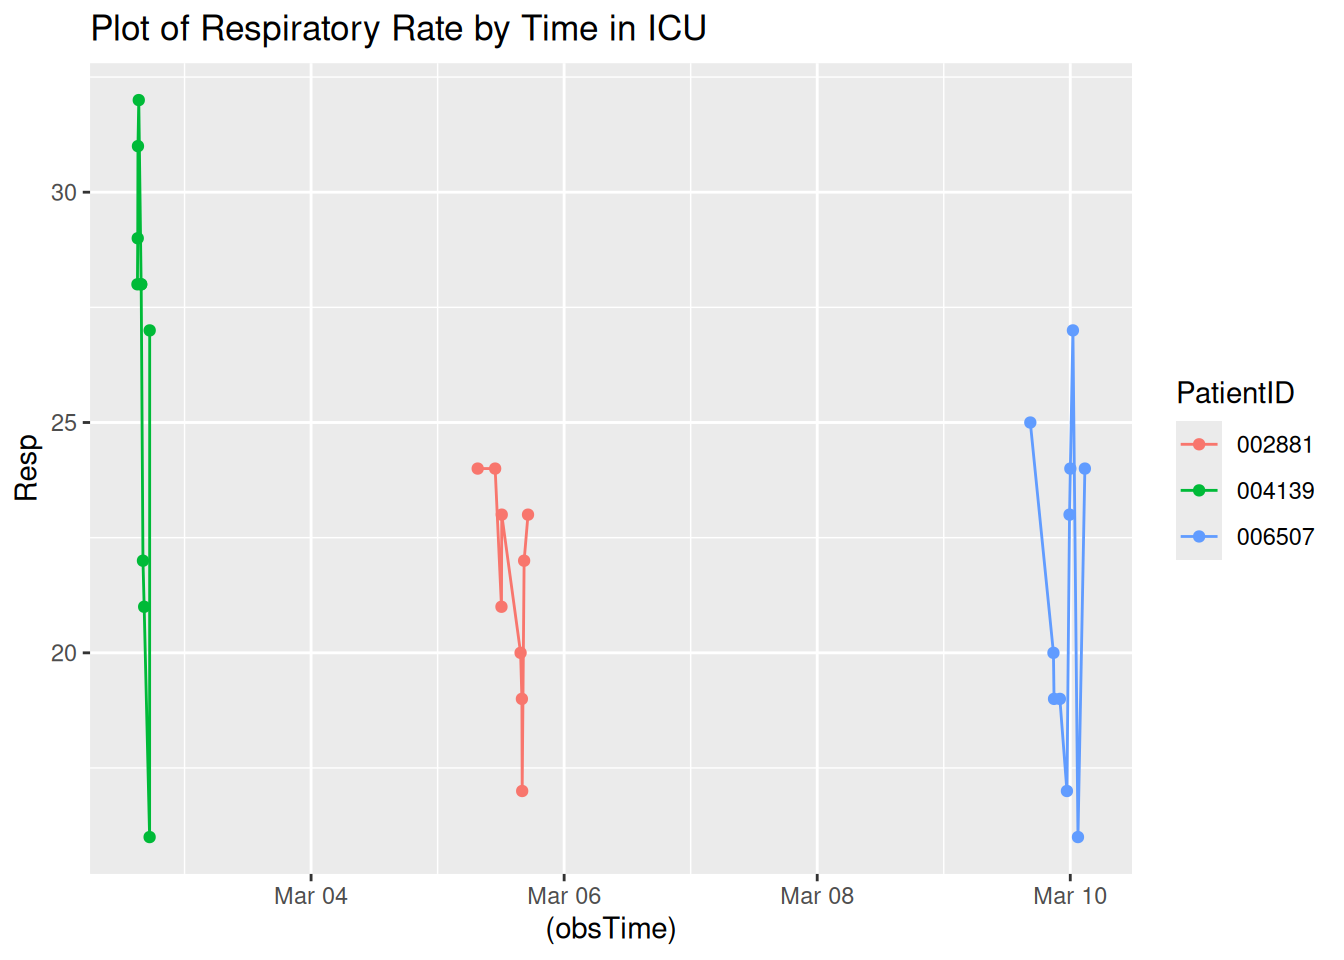 Plot of Respiratory Rate by Time in ICU
Resp
30
25
20
Mar 04
Mar 06
Mar 08
Mar 10
(obsTime)
PatientID
002881
004139
006507